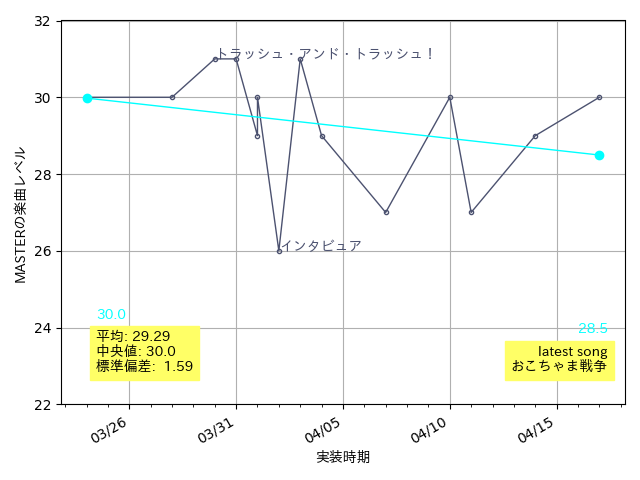 32
30
28
26
24
22
MASTERの楽曲レベル
トラッシュ・アンド・トラッシュ！
インタビュア
30.0
28.5
平均: 29.29
中央値: 30.0
標準偏差: 1.59
latest song
おこちゃま戦争
03/26
03/31
04/05
04/10
04/15
実装時期